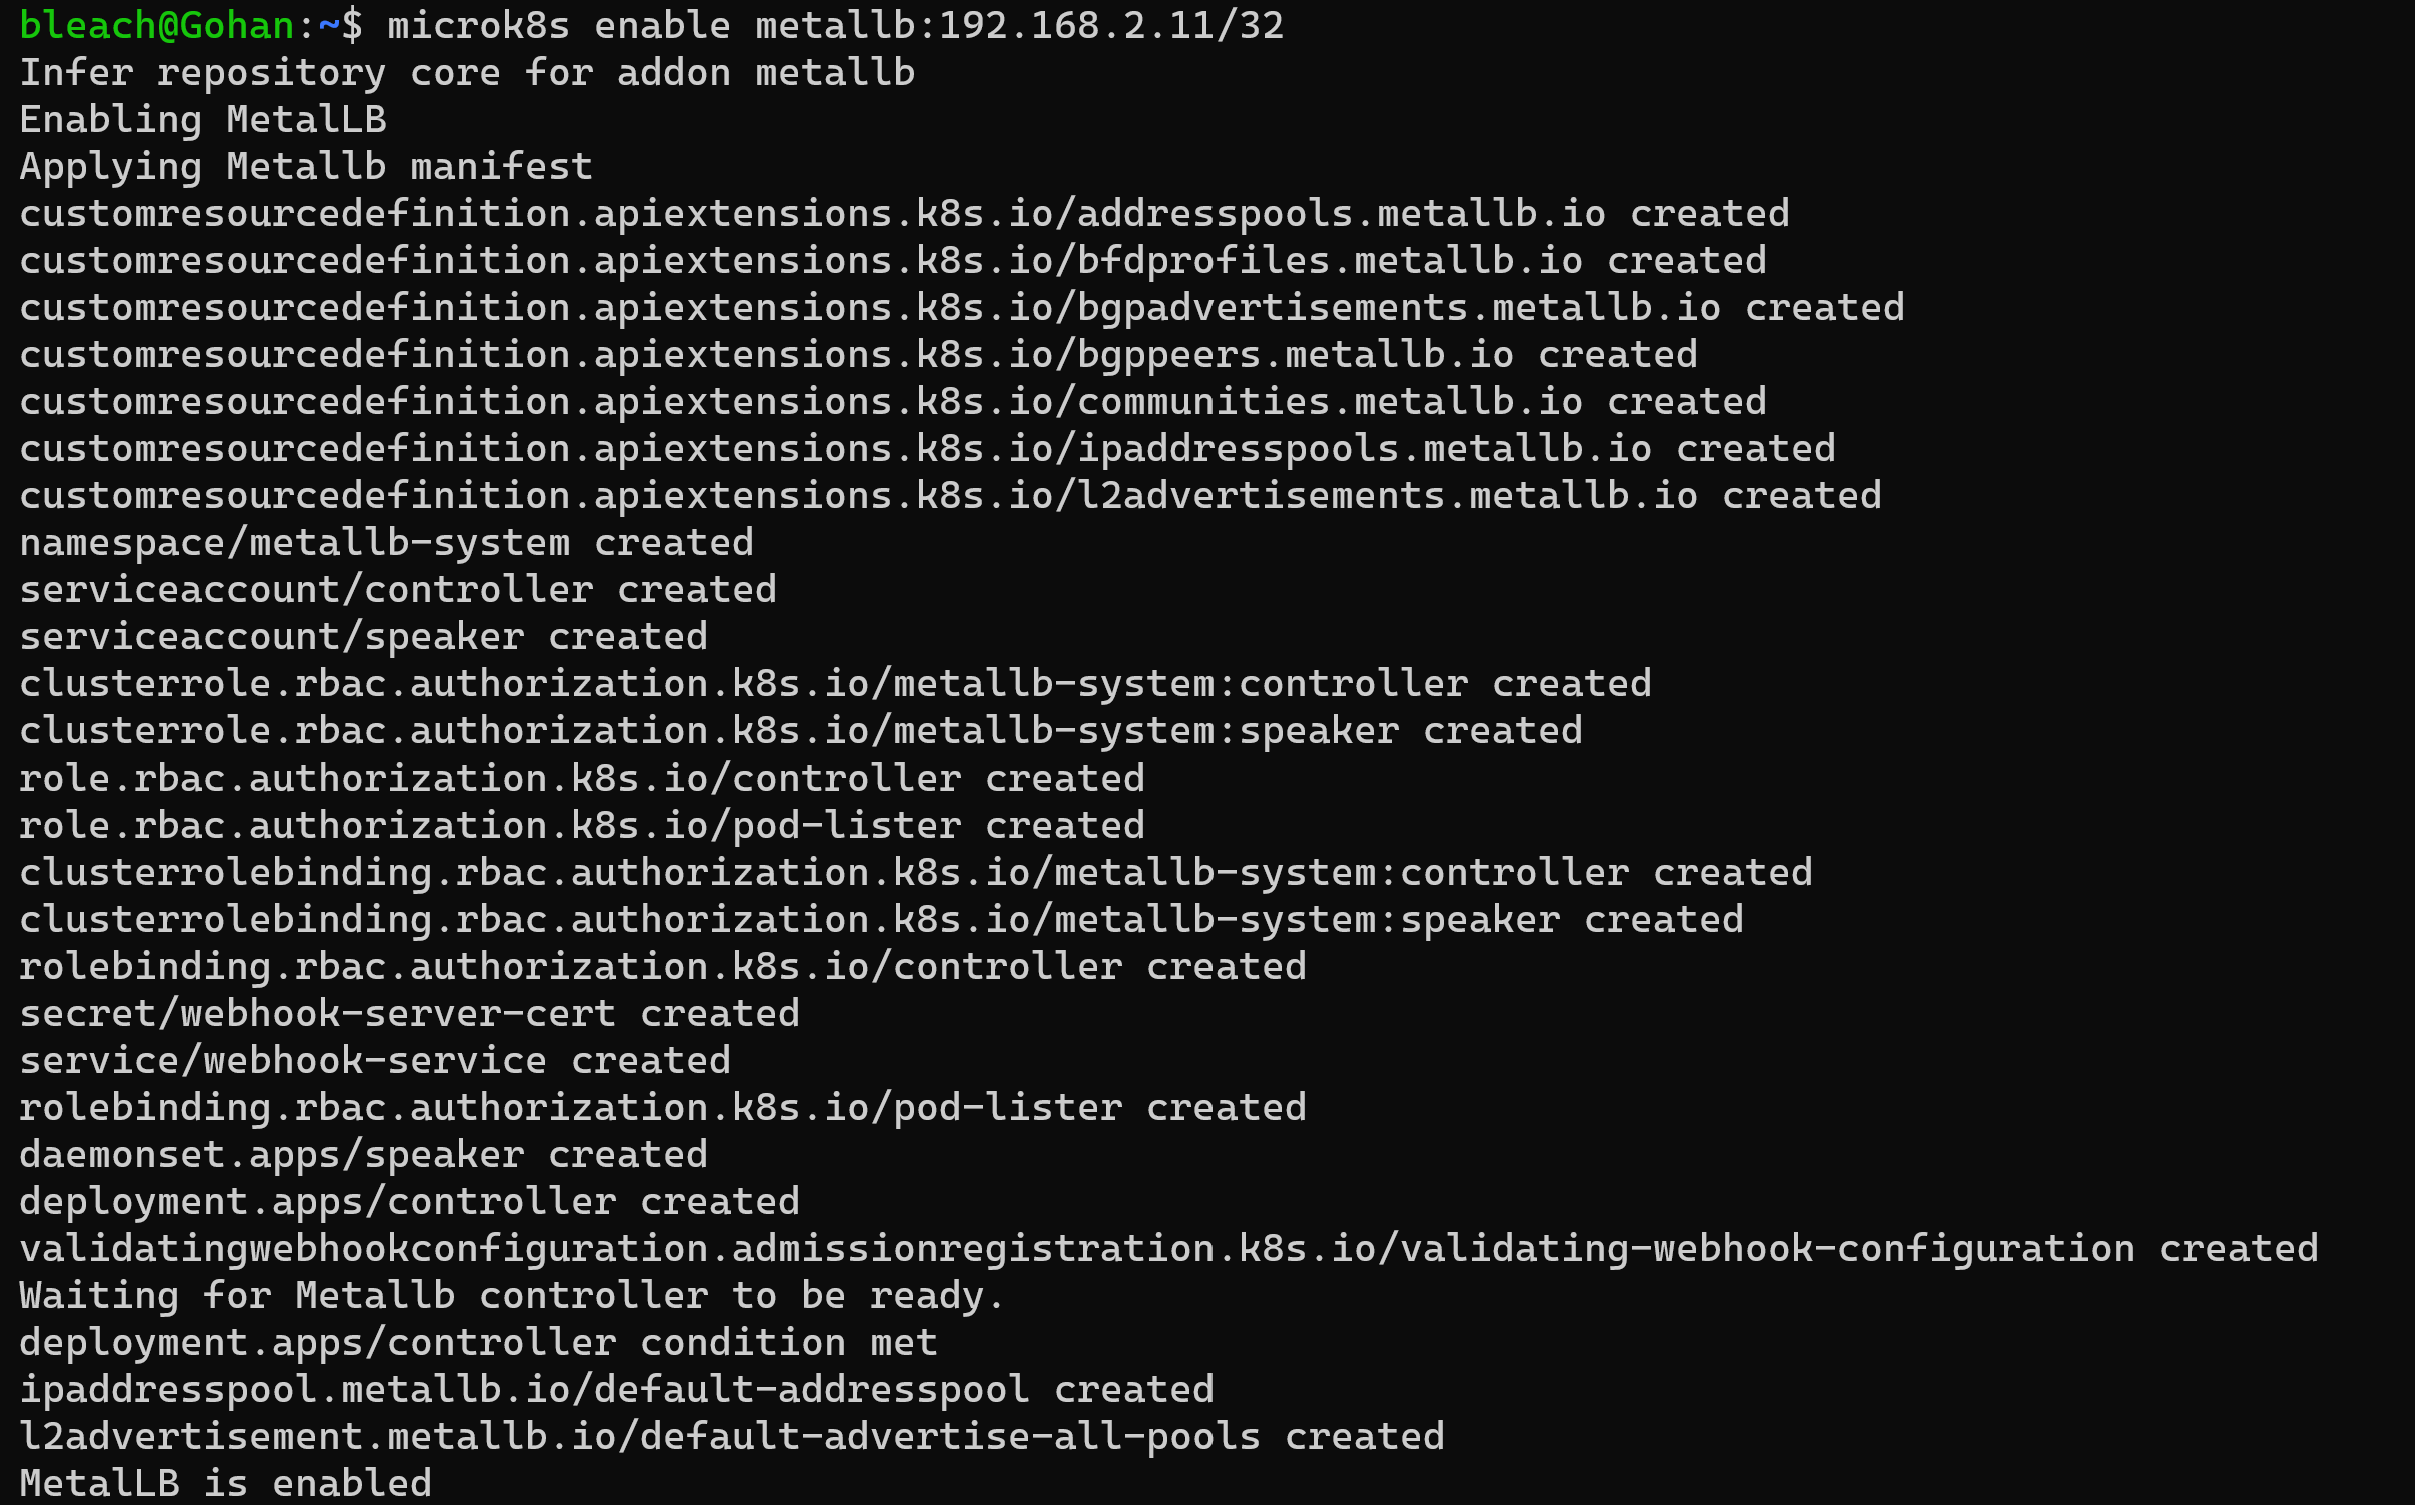 bleach@Gohan:~$ microk8s enable metallb:192.168.2.11/32
Infer repository core for addon metallb
Enabling MetalLB
Applying Metallb manifest
customresourcedefinition.apiextensions.k8s.io/addresspools.metallb.io created
customresourcedefinition.apiextensions.k8s.io/bfdprofiles.metallb.io created
customresourcedefinition.apiextensions.k8s.io/bgpadvertisements.metallb.io created
customresourcedefinition.apiextensions.k8s.io/bgppeers.metallb.io created
customresourcedefinition.apiextensions.k8s.io/communities.metallb.io created
customresourcedefinition.apiextensions.k8s.io/ipaddresspools.metallb.io created
customresourcedefinition.apiextensions.k8s.io/l2advertisements.metallb.io created
namespace/metallb-system created
serviceaccount/controller created
serviceaccount/speaker created
clusterrole.rbac.authorization.k8s.io/metallb-system:controller created
clusterrole.rbac.authorization.k8s.io/metallb-system:speaker created
role.rbac.authorization.k8s.io/controller created
role.rbac.authorization.k8s.io/pod-lister created
clusterrolebinding.rbac.authorization.k8s.io/metallb-system:controller created
clusterrolebinding.rbac.authorization.k8s.io/metallb-system:speaker created
rolebinding.rbac.authorization.k8s.io/controller created
secret/webhook-server-cert created
service/webhook-service created
rolebinding.rbac.authorization.k8s.io/pod-lister created
daemonset.apps/speaker created
deployment.apps/controller created
validatingwebhookconfiguration.admissionregistration.k8s.io/validating-webhook-configuration created
Waiting for Metallb controller to be ready.
deployment.apps/controller condition met
ipaddresspool.metallb.io/default-addresspool created
l2advertisement.metallb.io/default-advertise-all-pools created
MetalLB is enabled